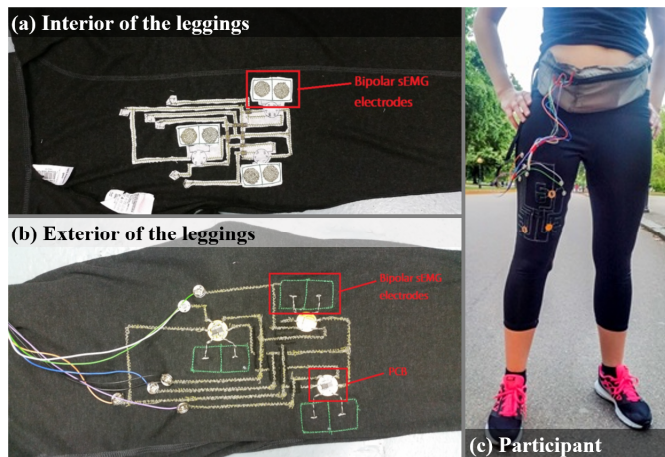 (a) Interior of the leggings
Bipolar sEMG
electrodes
(b) Exterior of the leggings
Bipolar sEMG
electrodes
PCB
(c) Participant